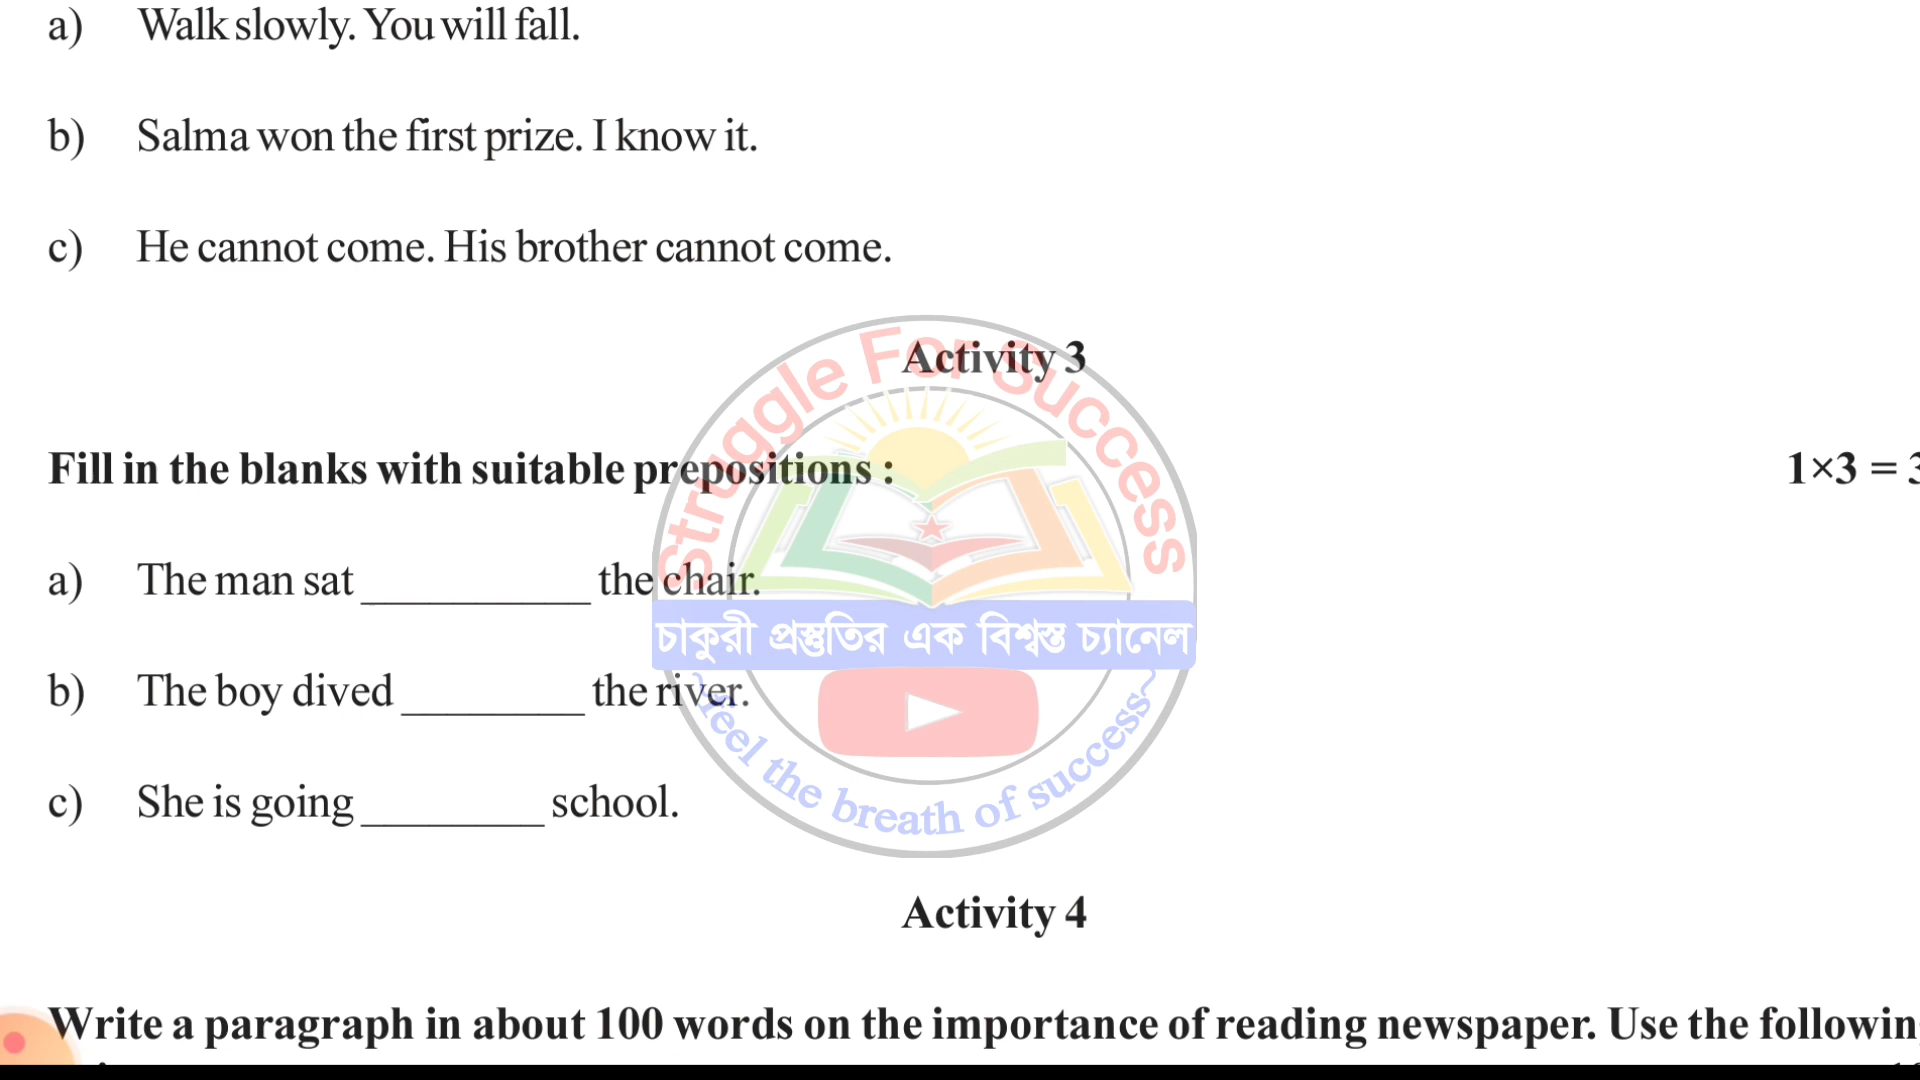 a) Walk slowly. You will fall.
b) Salma won the first prize. I know it.
c) He cannot come. His brother cannot come.
Activity 3
Struggle For Success
Fill in the blanks with suitable prepositions : 1×3 = 3
a) The man sat __________ the chair.
চাকুরী প্রস্তুতির এক বিশ্বস্ত চ্যানেল
b) The boy dived ________ the river.
c) She is going ________ school.
~feel the breath of success~
Activity 4
Write a paragraph in about 100 words on the importance of reading newspaper. Use the followin